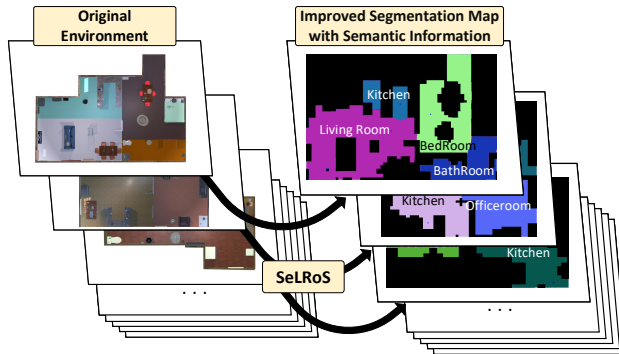 Original
Environment
Improved Segmentation Map
with Semantic Information
Kitchen
Living Room
BedRoom
BathRoom
Kitchen
Officeroom
Kitchen
SeLRoS
. . .
. . .